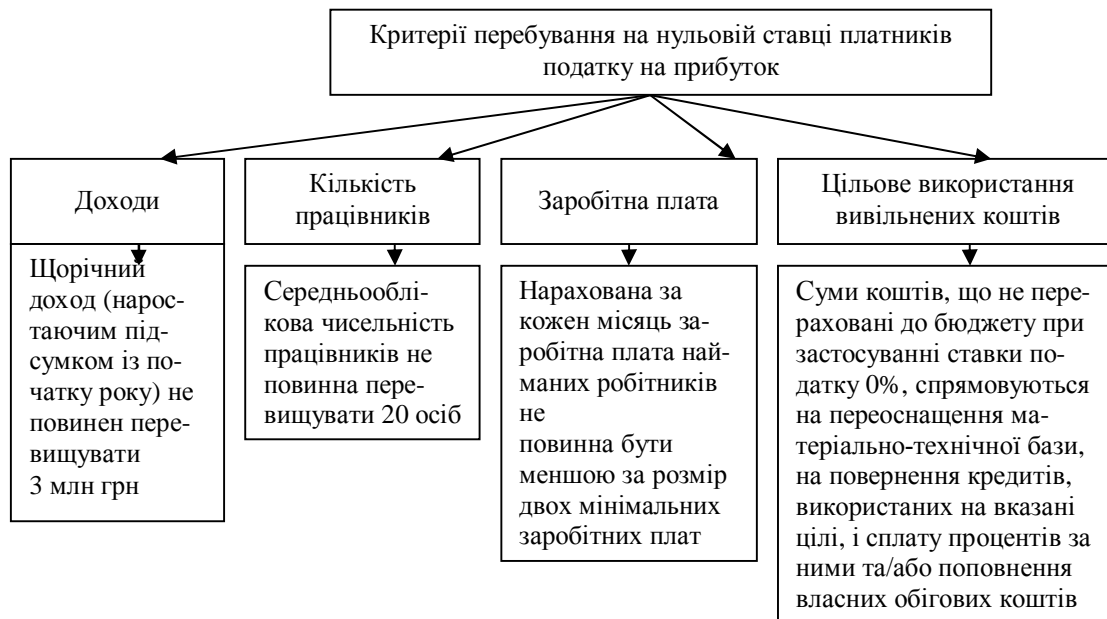 Критерії перебування на нульовій ставці платників
податку на прибуток
Доходи
Кількість
працівників
Заробітна плата
Цільове використання
вивільнених коштів
Щорічний
доход (нарос-
таючим під-
сумком із по-
чатку року) не
повинен пере-
вищувати
3 млн грн
Середньооблі-
кова чисельність
працівників не
повинна пере-
вищувати 20 осіб
Нарахована за
кожен місяць за-
робітна плата най-
маних робітників
не
повинна бути
меншою за розмір
двох мінімальних
заробітних плат
Суми коштів, що не пере-
раховані до бюджету при
застосуванні ставки по-
датку 0%, спрямовуються
на переоснащення ма-
теріально-технічної бази,
на повернення кредитів,
використаних на вказані
цілі, і сплату процентів за
ними та/або поповнення
власних обігових коштів